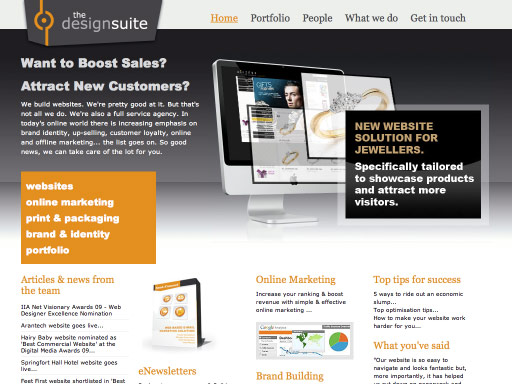 the
designsuite
Home Portfolio People What we do Get in touch
Want to Boost Sales?
Attract New Customers?
We build websites. We're pretty good at it. But that's
not all we do. We're also a full service agency. In
today's online world there is increasing emphasis on
brand identity, up-selling, customer loyalty, online
and offline marketing... the list goes on. So good
news, we can take care of the lot for you.
NEW WEBSITE
SOLUTION FOR
JEWELLERS.
Specifically tailored
to showcase products
and attract more
visitors.
websites
online marketing
print & packaging
brand & identity
portfolio
Articles & news from
the team
IIA Net Visionary Awards 09 - Web
Designer Excellence Nomination
Arantech website goes live...
Hairy Baby website nominated as
'Best Commercial Website' at the
Digital Media Awards 09...
Springfort Hall Hotel website goes
live...
Feet First website shortlisted in 'Best
eNewsletters
Online Marketing
Increase your ranking & boost
revenue with simple & effective
online marketing ...
Brand Building
Top tips for success
5 ways to ride out an economic
slump...
Top optimisation tips...
How to make your website work
harder for you...
What you've said
"Our website is so easy to
navigate and looks fantastic but,
more importantly, it has helped